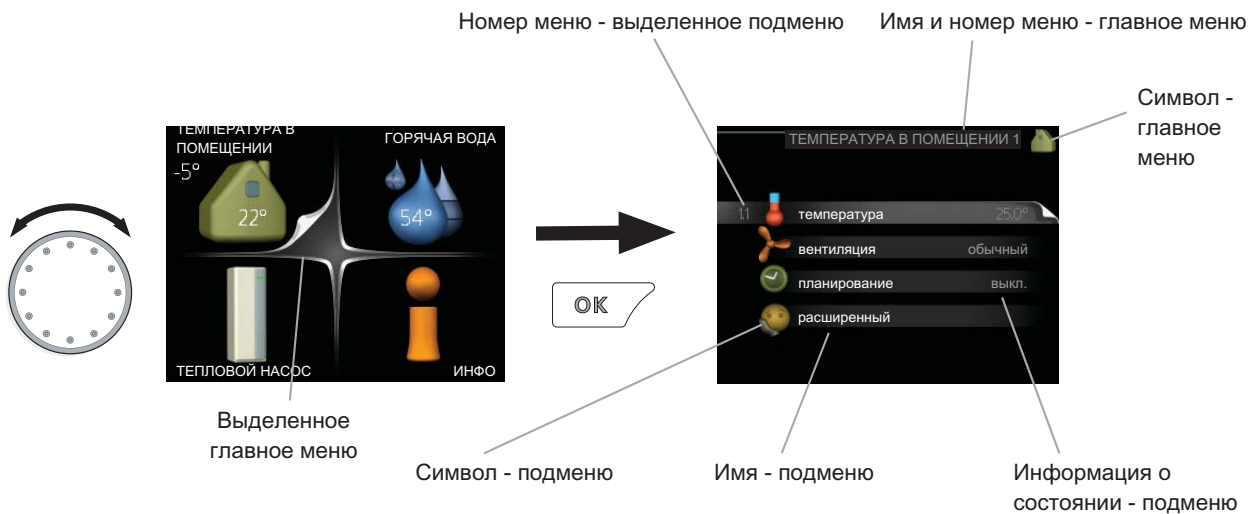 Номер меню - выделенное подменю
Имя и номер меню - главное меню
Символ -
главное
меню
ТЕМПЕРАТУРА В
ПОМЕЩЕНИИ
ГОРЯЧАЯ ВОДА
-5°
22°
54°
ТЕПЛОВОЙ НАСОС
ИНФО
OK
ТЕМПЕРАТУРА В ПОМЕЩЕНИИ 1
1.1
температура
25.0°
вентиляция
обычный
планирование
выкл.
расширенный
Выделенное
главное меню
Символ - подменю
Имя - подменю
Информация о
состоянии - подменю